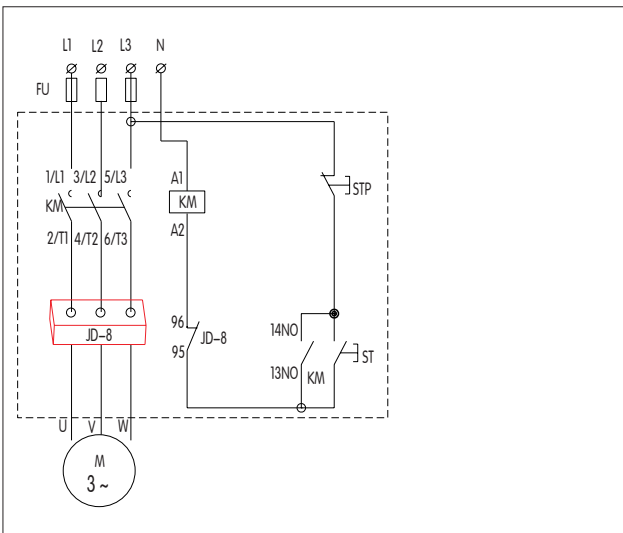 L1 L2 L3 N
FU
1/L1 3/L2 5/L3
KM
2/T1 4/T2 6/T3
A1
KM
A2
STP
JD-8
96
95
JD-8
14NO
13NO
KM
ST
U V W
M
3 ~